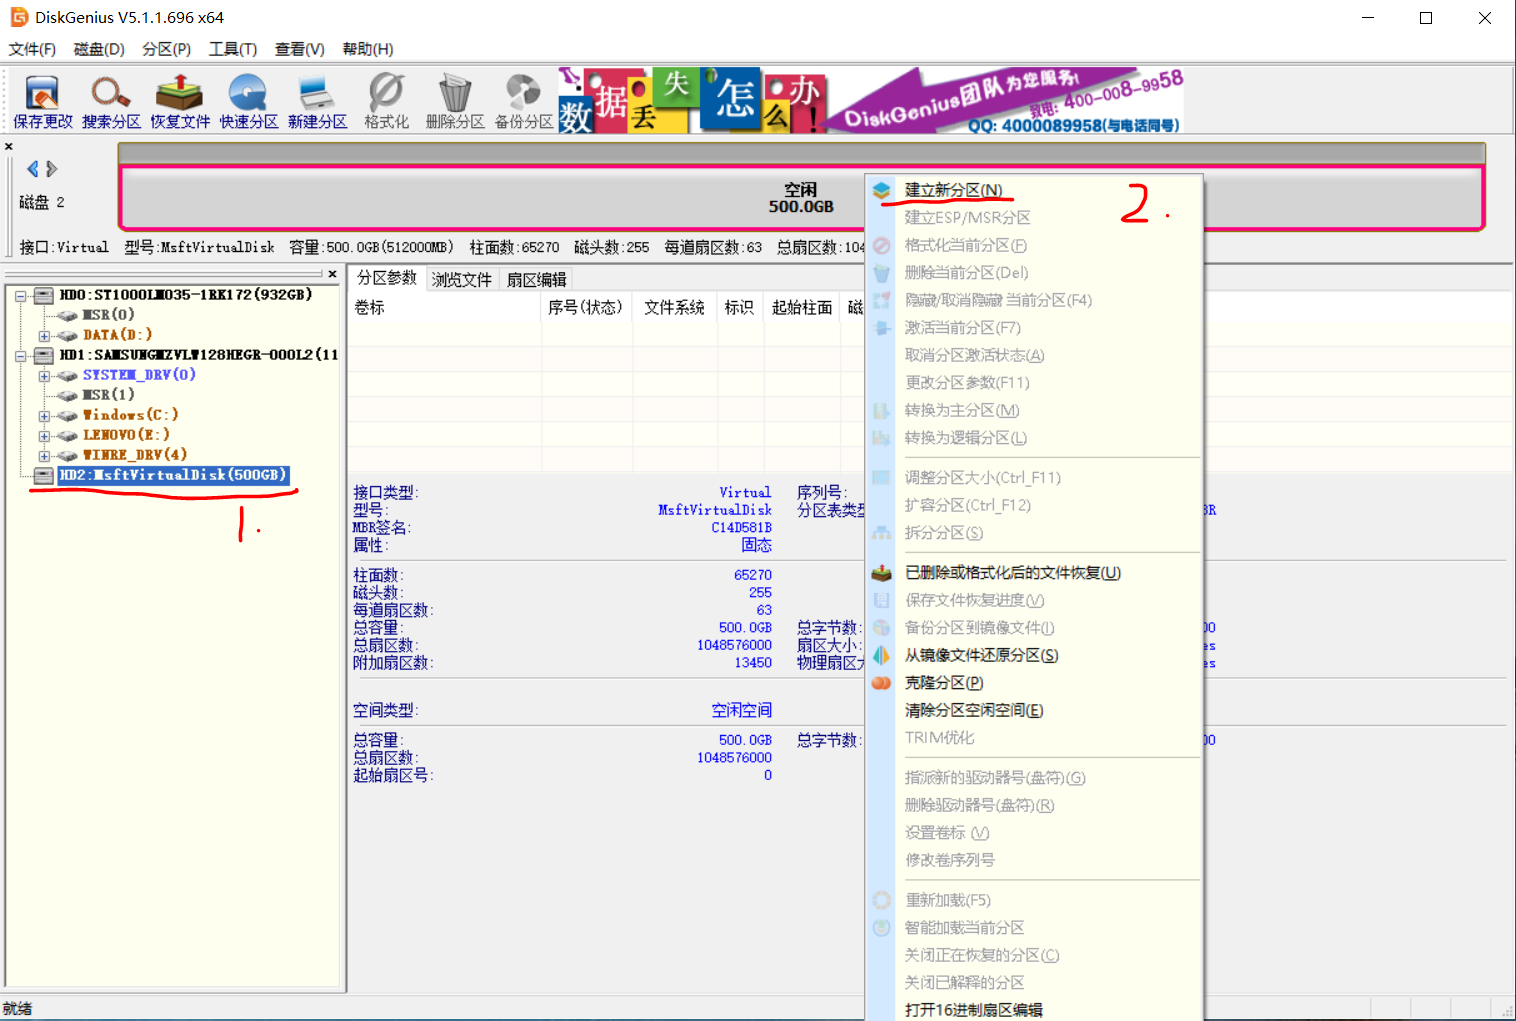 DiskGenius V5.1.1.696 x64
文件(F) 磁盘(D) 分区(P) 工具(T) 查看(V) 帮助(H)
保存更改 搜索分区 恢复文件 快速分区 新建分区 格式化 删除分区 备份分区
数据丢失怎么办!
DiskGenius团队为您服务!
致电: 400-008-9958
QQ: 4000089958(与电话同号)
磁盘 2
空闲
500.0GB
接口:Virtual 型号:MsftVirtualDisk 容量:500.0GB(512000MB) 柱面数:65270 磁头数:255 每道扇区数:63 总扇区数:104
HD0:ST1000LM035-1RK172(932GB)
MSR(0)
DATA(D:)
HD1:SAMSUNGMZVLW128HEGR-000L2(11
SYSTEM_DRV(0)
MSR(1)
Windows(C:)
LENOVO(E:)
WINRE_DRV(4)
HD2:MsftVirtualDisk(500GB)
1.
分区参数 浏览文件 扇区编辑
卷标 序号(状态) 文件系统 标识 起始柱面 磁
接口类型: Virtual 序列号:
型号: MsftVirtualDisk 分区表类型 BR
MBR签名: C14D581B
属性: 固态
柱面数: 65270
磁头数: 255
每道扇区数: 63
总容量: 500.0GB 总字节数: 00
总扇区数: 1048576000 扇区大小: es
附加扇区数: 13450 物理扇区大 es
空间类型: 空闲空间
总容量: 500.0GB 总字节数: 00
总扇区数: 1048576000
起始扇区号: 0
建立新分区(N)
2.
建立ESP/MSR分区
格式化当前分区(F)
删除当前分区(Del)
隐藏/取消隐藏 当前分区(F4)
激活当前分区(F7)
取消分区激活状态(A)
更改分区参数(F11)
转换为主分区(M)
转换为逻辑分区(L)
调整分区大小(Ctrl_F11)
扩容分区(Ctrl_F12)
拆分分区(S)
已删除或格式化后的文件恢复(U)
保存文件恢复进度(V)
备份分区到镜像文件(I)
从镜像文件还原分区(S)
克隆分区(P)
清除分区空闲空间(E)
TRIM优化
指派新的驱动器号(盘符)(G)
删除驱动器号(盘符)(R)
设置卷标 (V)
修改卷序列号
重新加载(F5)
智能加载当前分区
关闭正在恢复的分区(C)
关闭已解释的分区
打开16进制扇区编辑
就绪